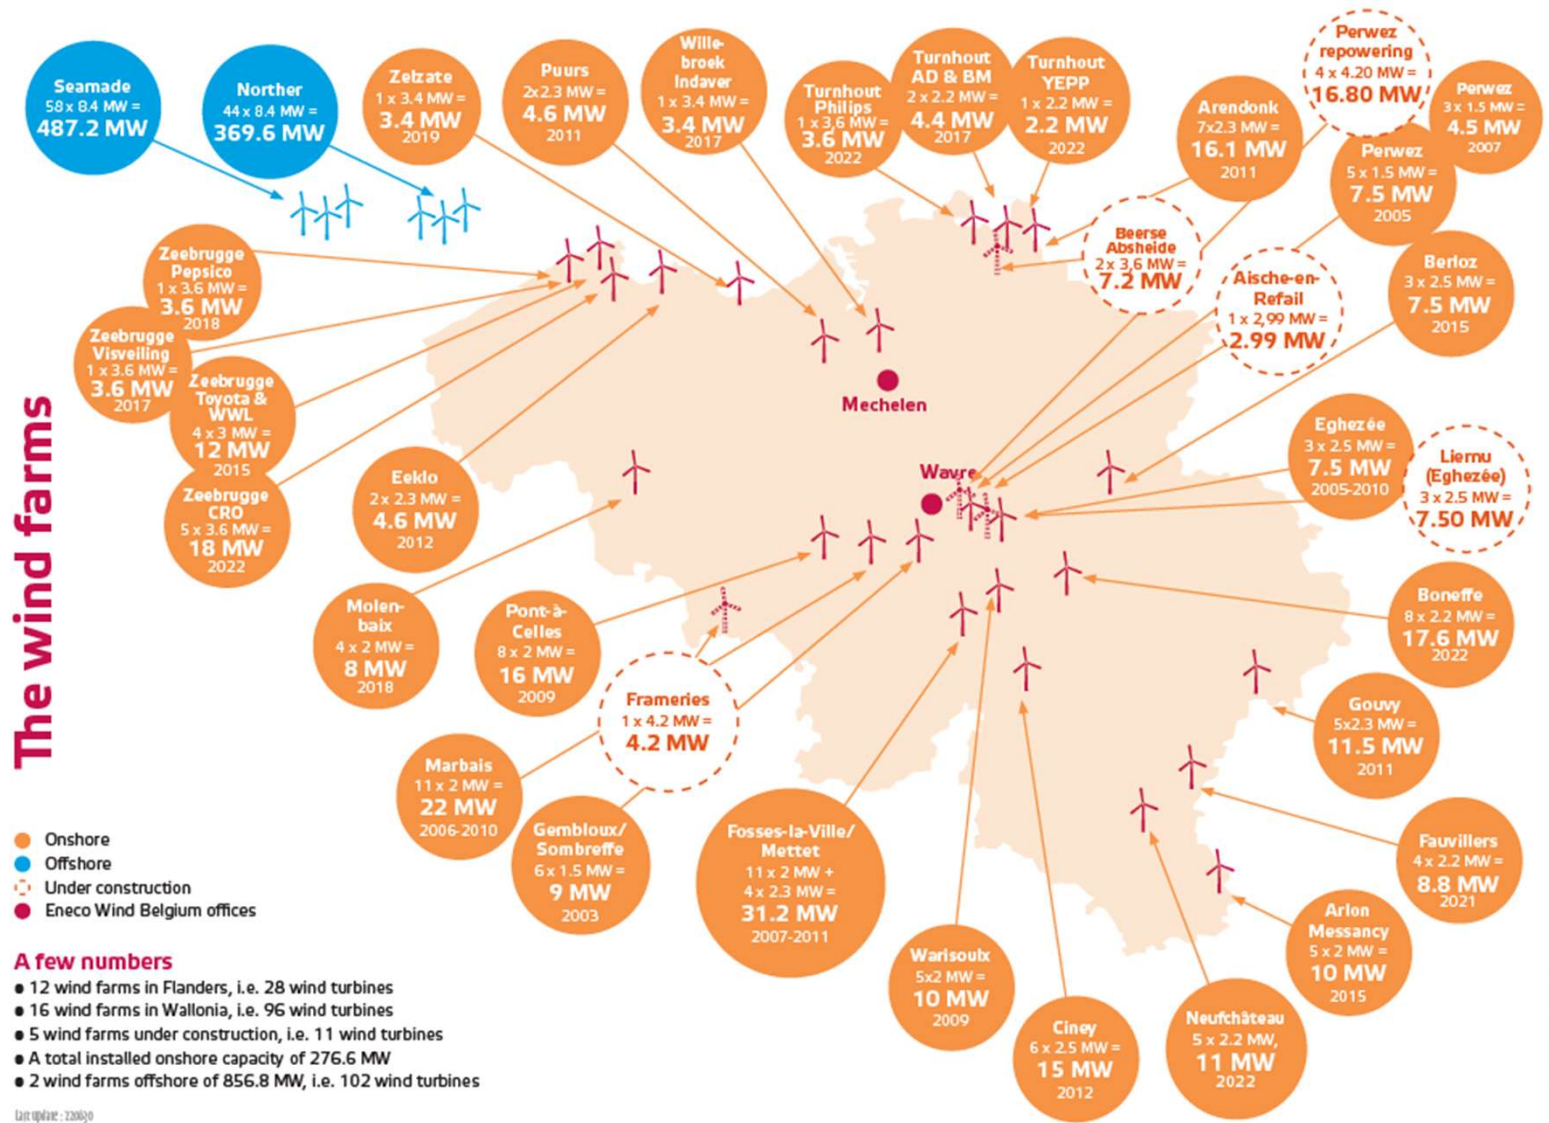 The wind farms
Seamade
58 x 8.4 MW =
487.2 MW
Norther
44 x 8.4 MW =
369.6 MW
Zelzate
1 x 3.4 MW =
3.4 MW
2019
Puurs
2x2.3 MW =
4.6 MW
2011
Wille-
broek
Indaver
1 x 3.4 MW =
3.4 MW
2017
Turnhout
Philips
1 x 3,6 MW =
3.6 MW
2022
Turnhout
AD & BM
2 x 2.2 MW =
4.4 MW
2017
Turnhout
YEPP
1 x 2.2 MW =
2.2 MW
2022
Arendonk
7x2.3 MW =
16.1 MW
2011
Perwez
repowering
4 x 4.20 MW =
16.80 MW
Perwez
3 x 1.5 MW =
4.5 MW
2007
Perwez
5 x 1.5 MW =
7.5 MW
2005
Beerse
Absheide
2 x 3,6 MW =
7.2 MW
Aische-en-
Refail
1 x 2,99 MW =
2.99 MW
Berloz
3 x 2.5 MW =
7.5 MW
2015
Zeebrugge
Pepsico
1 x 3.6 MW =
3.6 MW
2018
Zeebrugge
Visveiling
1 x 3.6 MW =
3.6 MW
2017
Zeebrugge
Toyota &
WWL
4 x 3 MW =
12 MW
2015
Zeebrugge
CRO
5 x 3.6 MW =
18 MW
2022
Eeklo
2 x 2.3 MW =
4.6 MW
2012
Mechelen
Wavre
Eghezée
3 x 2.5 MW =
7.5 MW
2005-2010
Liernu
(Eghezée)
3 x 2.5 MW =
7.50 MW
Molen-
baix
4 x 2 MW =
8 MW
2018
Pont-à-
Celles
8 x 2 MW =
16 MW
2009
Frameries
1 x 4.2 MW =
4.2 MW
Boneffe
8 x 2.2 MW =
17.6 MW
2022
Gouvy
5x2.3 MW =
11.5 MW
2011
Marbais
11 x 2 MW =
22 MW
2006-2010
Gembloux/
Sombreffe
6 x 1.5 MW =
9 MW
2003
Fosses-la-Ville/
Mettet
11 x 2 MW +
4 x 2.3 MW =
31.2 MW
2007-2011
Fauvillers
4 x 2.2 MW =
8.8 MW
2021
Arlon
Messancy
5 x 2 MW =
10 MW
2015
Warisoulx
5x2 MW =
10 MW
2009
Ciney
6 x 2.5 MW =
15 MW
2012
Neufchâteau
5 x 2.2 MW,
11 MW
2022
Onshore
Offshore
Under construction
Eneco Wind Belgium offices
A few numbers
• 12 wind farms in Flanders, i.e. 28 wind turbines
• 16 wind farms in Wallonia, i.e. 96 wind turbines
• 5 wind farms under construction, i.e. 11 wind turbines
• A total installed onshore capacity of 276.6 MW
• 2 wind farms offshore of 856.8 MW, i.e. 102 wind turbines
Last update : 220630